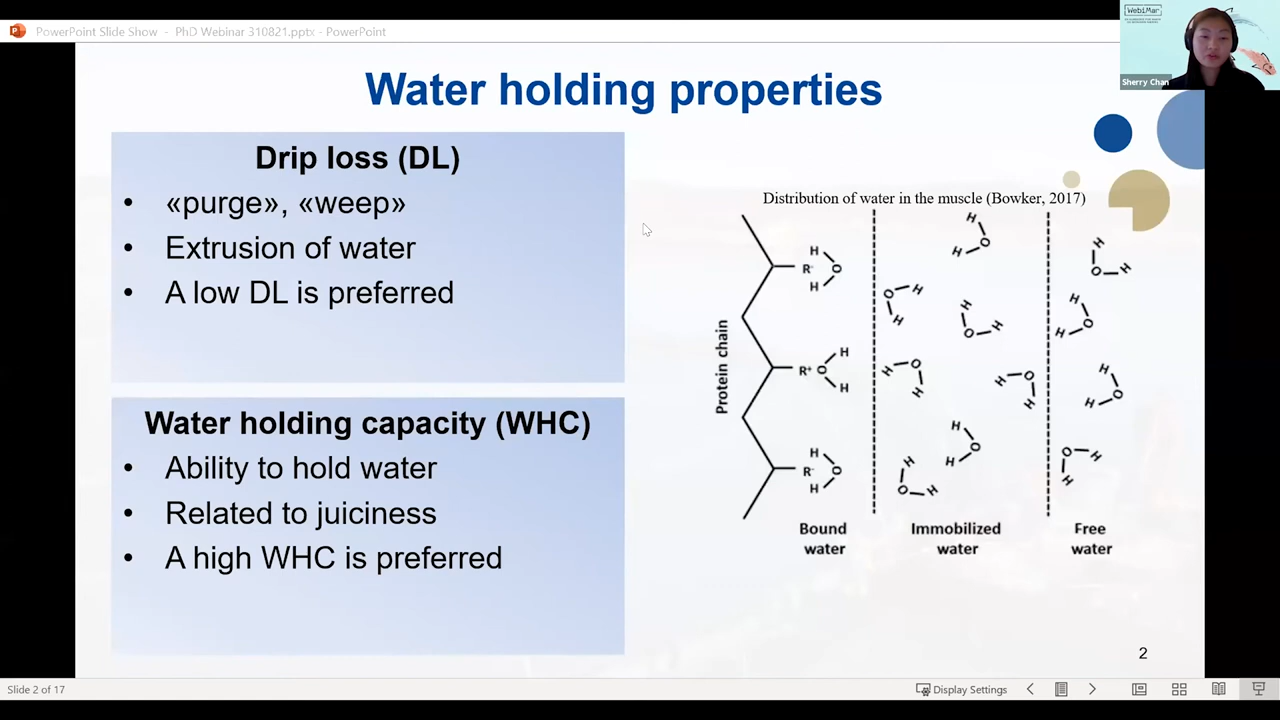 PowerPoint Slide Show - PhD Webinar 310821.pptx - PowerPoint
WebiMar
Sherry Chan
Water holding properties
Drip loss (DL)
• «purge», «weep»
• Extrusion of water
• A low DL is preferred
Water holding capacity (WHC)
• Ability to hold water
• Related to juiciness
• A high WHC is preferred
Distribution of water in the muscle (Bowker, 2017)
Protein chain
H
R- O
H
H
R+ O
H
H
R- O
H
H
H O
O H
H
H
O H
H O
H
O
H
H
H O
H
O H
H
O H
H
H O
H
H O
O H
H
Bound
water
Immobilized
water
Free
water
2
Slide 2 of 17
Display Settings